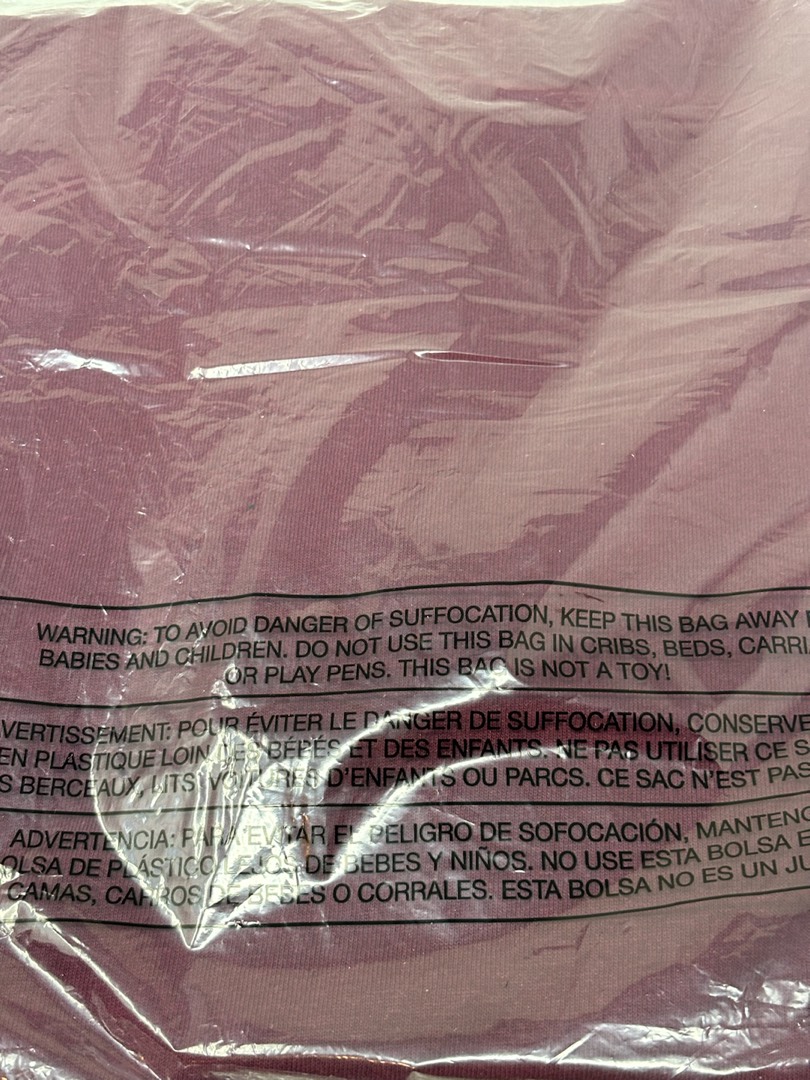 WARNING: TO AVOID DANGER OF SUFFOCATION, KEEP THIS BAG AWAY
BABIES AND CHILDREN. DO NOT USE THIS BAG IN CRIBS, BEDS, CARRI
OR PLAY PENS. THIS BAG IS NOT A TOY!
VERTISSEMENT: POUR ÉVITER LE DANGER DE SUFFOCATION, CONSERVE
EN PLASTIQUE LOIN DES BÉBÉS ET DES ENFANTS. NE PAS UTILISER CE S
S BERCEAUX, LITS, VOITURES D'ENFANTS OU PARCS. CE SAC N'EST PAS
ADVERTENCIA: PARA EVITAR EL PELIGRO DE SOFOCACIÓN, MANTENG
OLSA DE PLÁSTICO LEJOS DE BEBES Y NIÑOS. NO USE ESTA BOLSA E
CAMAS, CARROS DE BEBES O CORRALES. ESTA BOLSA NO ES UN JU